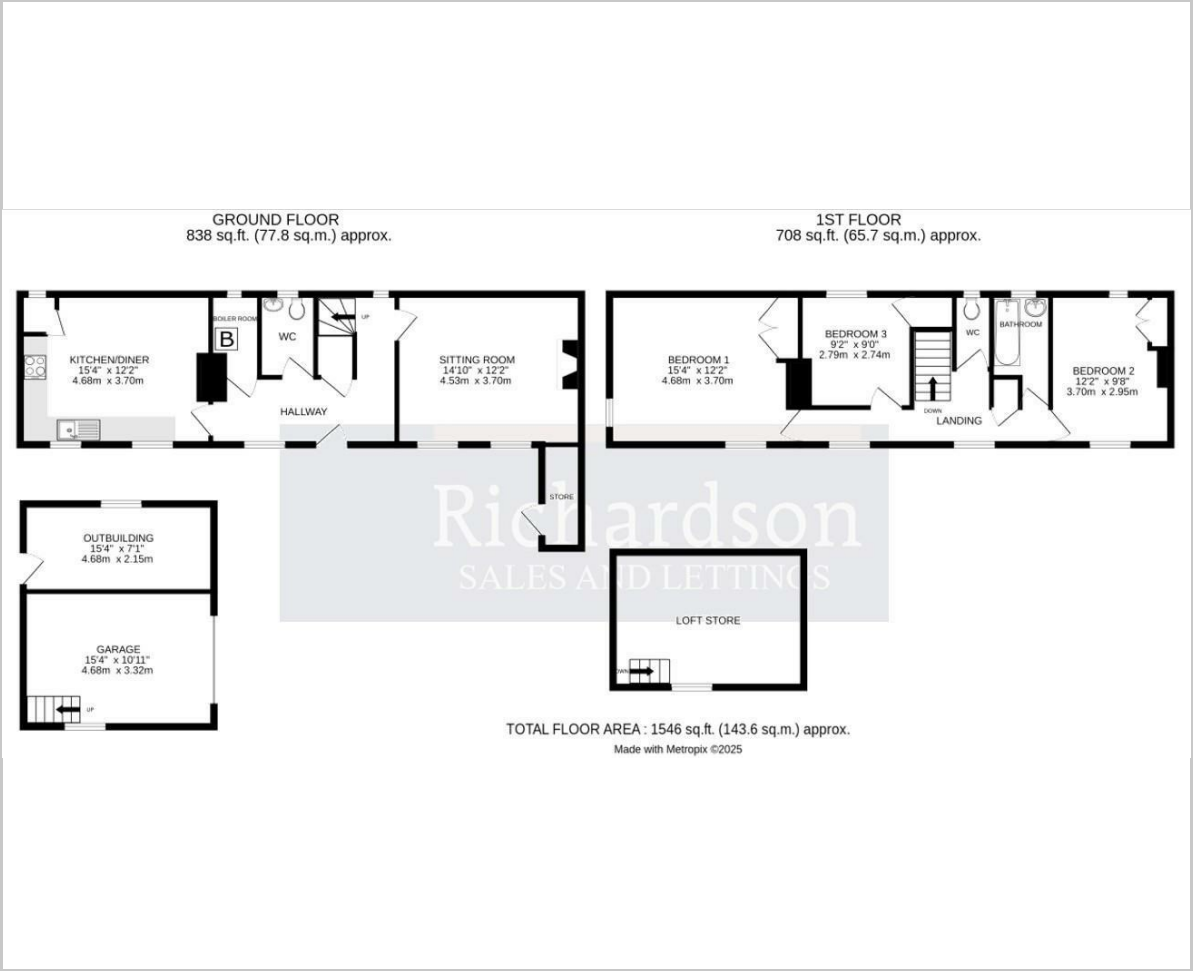 GROUND FLOOR
838 sq.ft. (77.8 sq.m.) approx.
1ST FLOOR
708 sq.ft. (65.7 sq.m.) approx.
KITCHEN/DINER
15'4" x 12'2"
4.68m x 3.70m
BOILER ROOM
B
WC
UP
HALLWAY
SITTING ROOM
14'10" x 12'2"
4.53m x 3.70m
STORE
BEDROOM 1
15'4" x 12'2"
4.68m x 3.70m
BEDROOM 3
9'2" x 9'0"
2.79m x 2.74m
DOWN
LANDING
WC
BATHROOM
BEDROOM 2
12'2" x 9'8"
3.70m x 2.95m
OUTBUILDING
15'4" x 7'1"
4.68m x 2.15m
GARAGE
15'4" x 10'11"
4.68m x 3.32m
UP
LOFT STORE
Richardson
SALES AND LETTINGS
TOTAL FLOOR AREA : 1546 sq.ft. (143.6 sq.m.) approx.
Made with Metropix ©2025